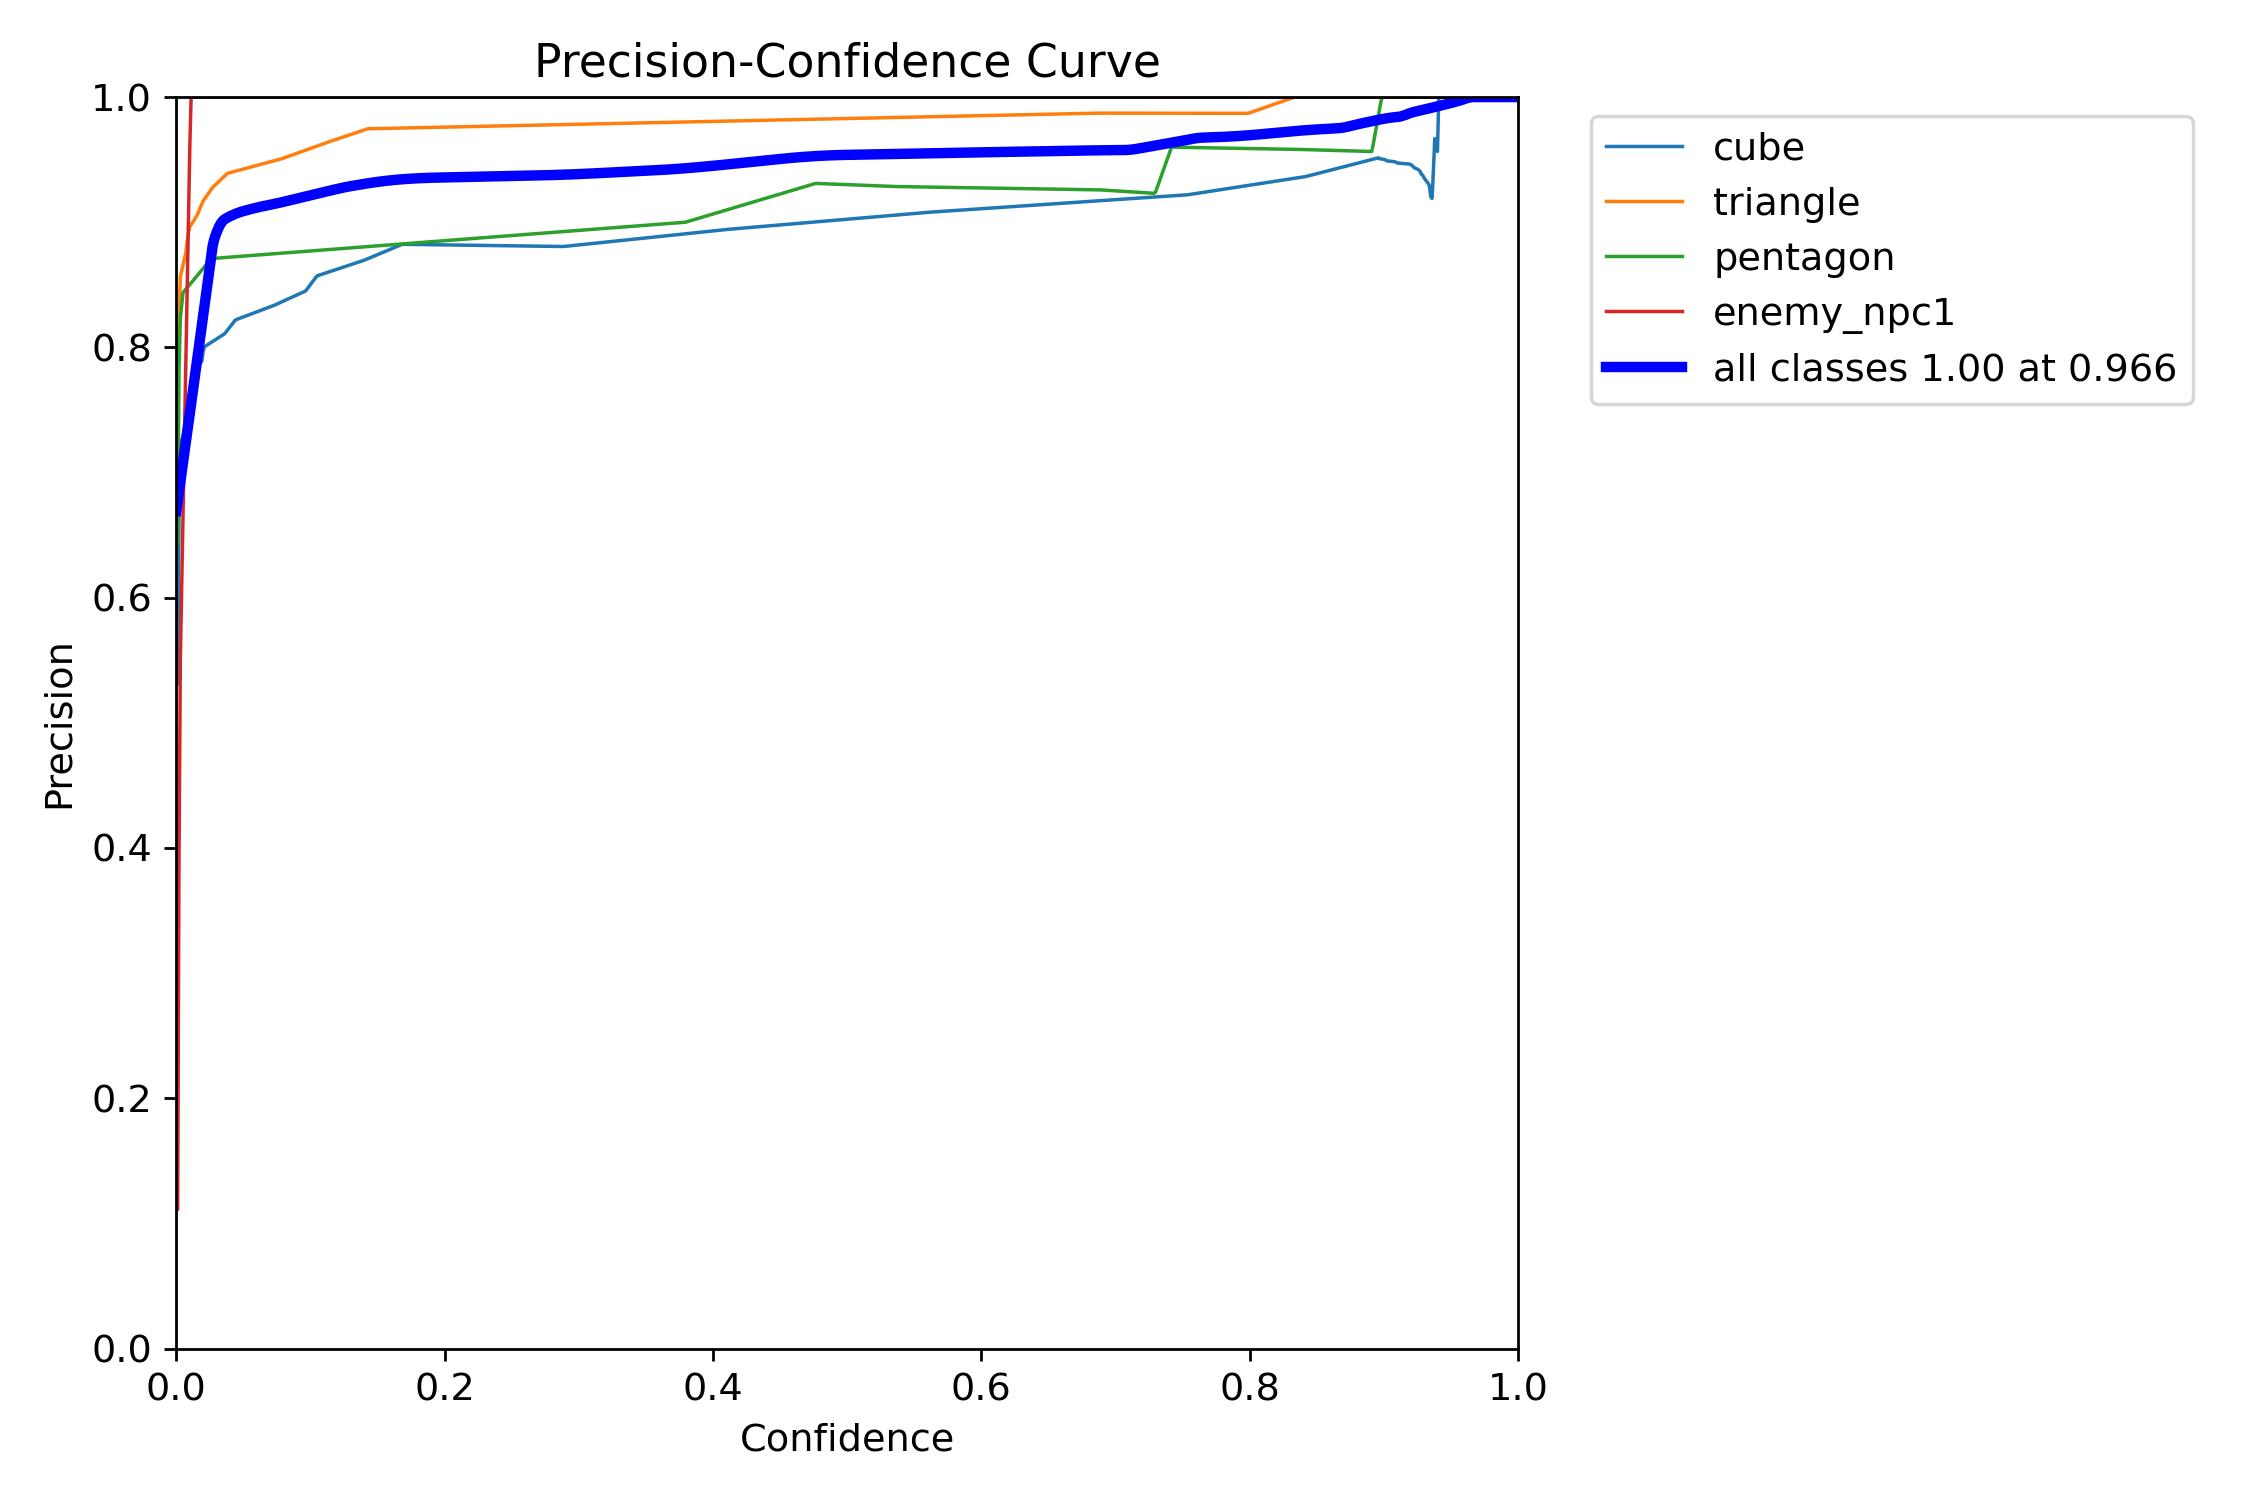 Precision-Confidence Curve
1.0
0.8
0.6
0.4
0.2
0.0
Precision
0.0 0.2 0.4 0.6 0.8 1.0
Confidence
cube
triangle
pentagon
enemy_npc1
all classes 1.00 at 0.966